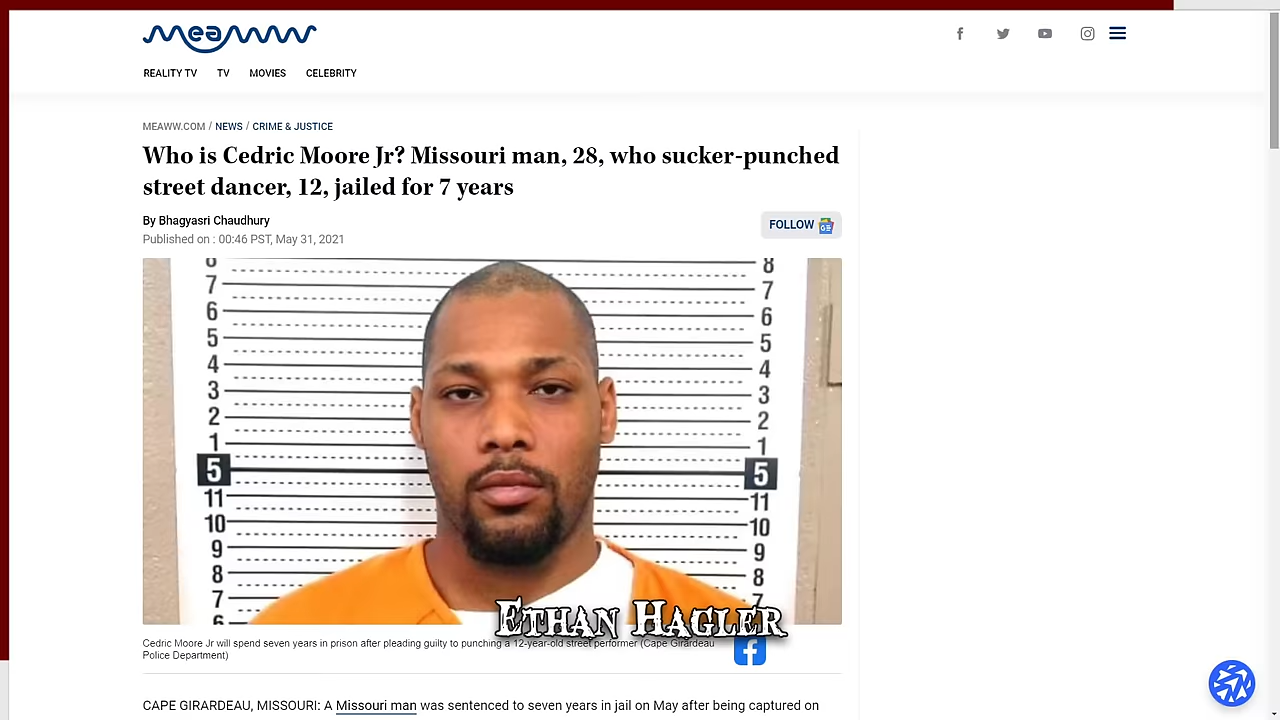 meaww
REALITY TV TV MOVIES CELEBRITY
MEAWW.COM / NEWS / CRIME & JUSTICE
Who is Cedric Moore Jr? Missouri man, 28, who sucker-punched
street dancer, 12, jailed for 7 years
By Bhagyasri Chaudhury
FOLLOW
Published on : 00:46 PST, May 31, 2021
8
7 7
6 6
5 5
4 4
3 3
2 2
1 1
5 5
11 11
10 10
9 9
8 8
7 7
6
Ethan Hagler
Cedric Moore Jr will spend seven years in prison after pleading guilty to punching a 12-year-old street performer (Cape Girardeau
Police Department)
CAPE GIRARDEAU, MISSOURI: A Missouri man was sentenced to seven years in jail on May after being captured on